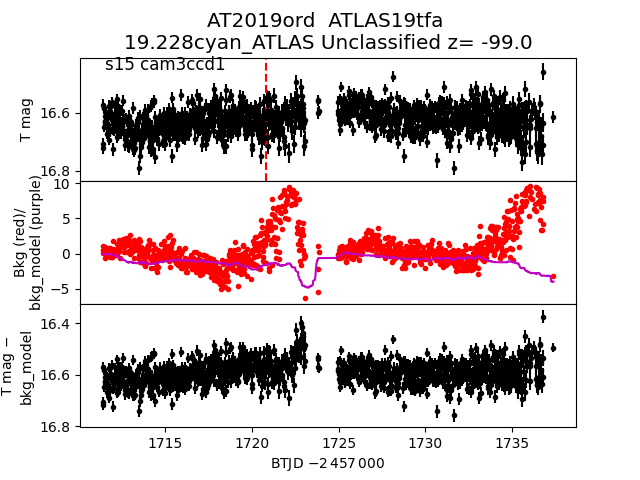 AT2019ord  ATLAS19tfa
19.228cyan_ATLAS Unclassified z= -99.0
s15 cam3ccd1
T mag
16.6
16.8
Bkg (red)/
bkg_model (purple)
10
5
0
−5
T mag −
bkg_model
16.4
16.6
16.8
1715 1720 1725 1730 1735
BTJD −2 457 000